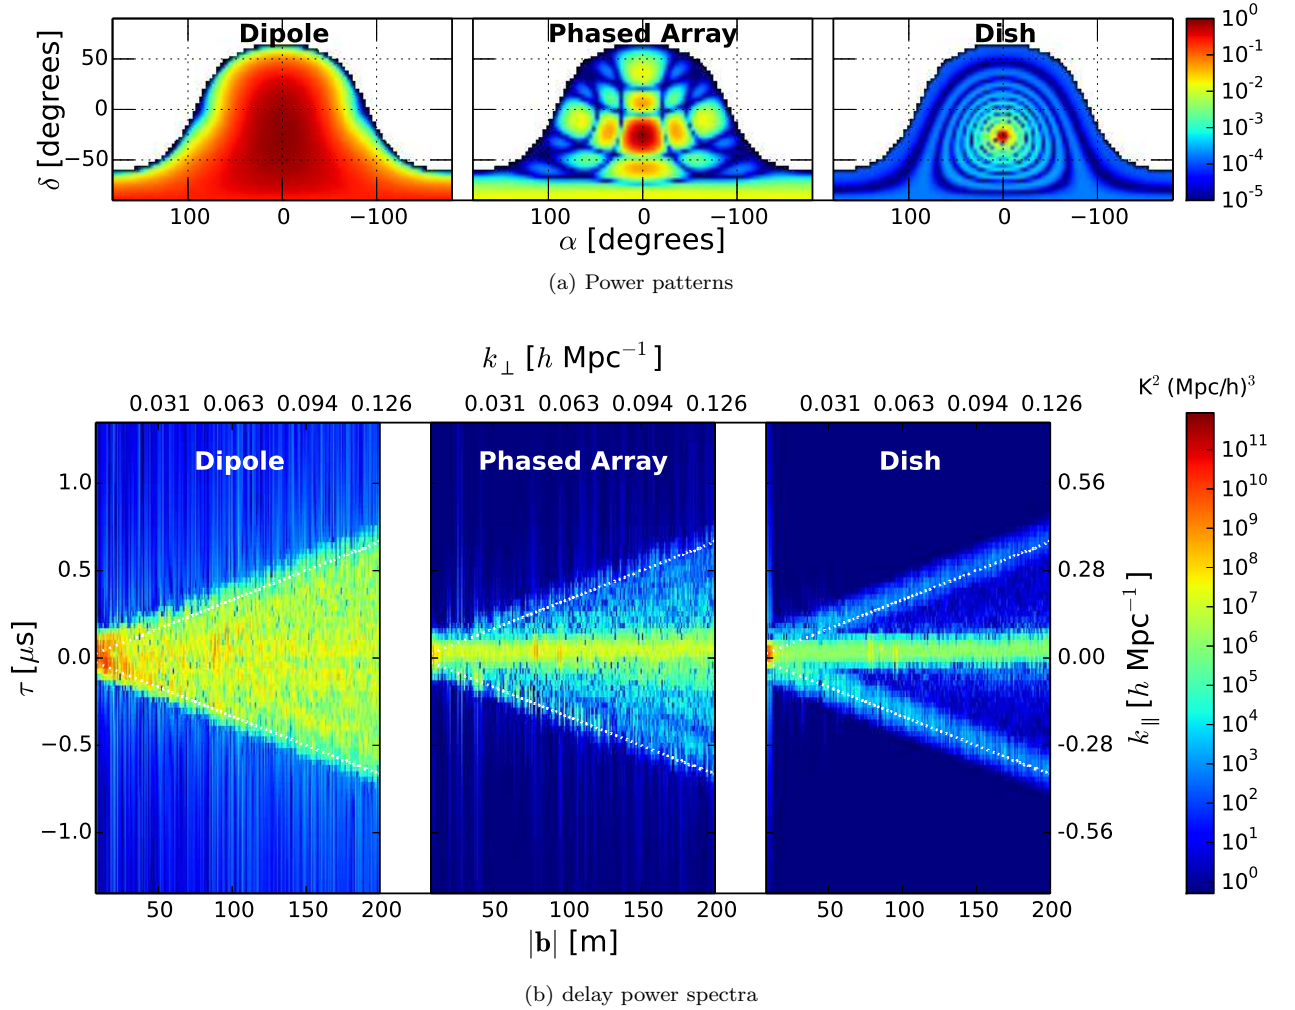 Dipole Phased Array Dish
δ [degrees]
50
0
−50
100 0 −100 100 0 −100 100 0 −100
α [degrees]
10^0
10^-1
10^-2
10^-3
10^-4
10^-5
(a) Power patterns
k_⊥ [h Mpc^−1]
0.031 0.063 0.094 0.126 0.031 0.063 0.094 0.126 0.031 0.063 0.094 0.126
Dipole Phased Array Dish
τ [μs]
1.0
0.5
0.0
−0.5
−1.0
0.56
0.28
0.00
-0.28
-0.56
k_∥ [h Mpc^−1]
50 100 150 200 50 100 150 200 50 100 150 200
|b| [m]
K^2 (Mpc/h)^3
10^11
10^10
10^9
10^8
10^7
10^6
10^5
10^4
10^3
10^2
10^1
10^0
(b) delay power spectra